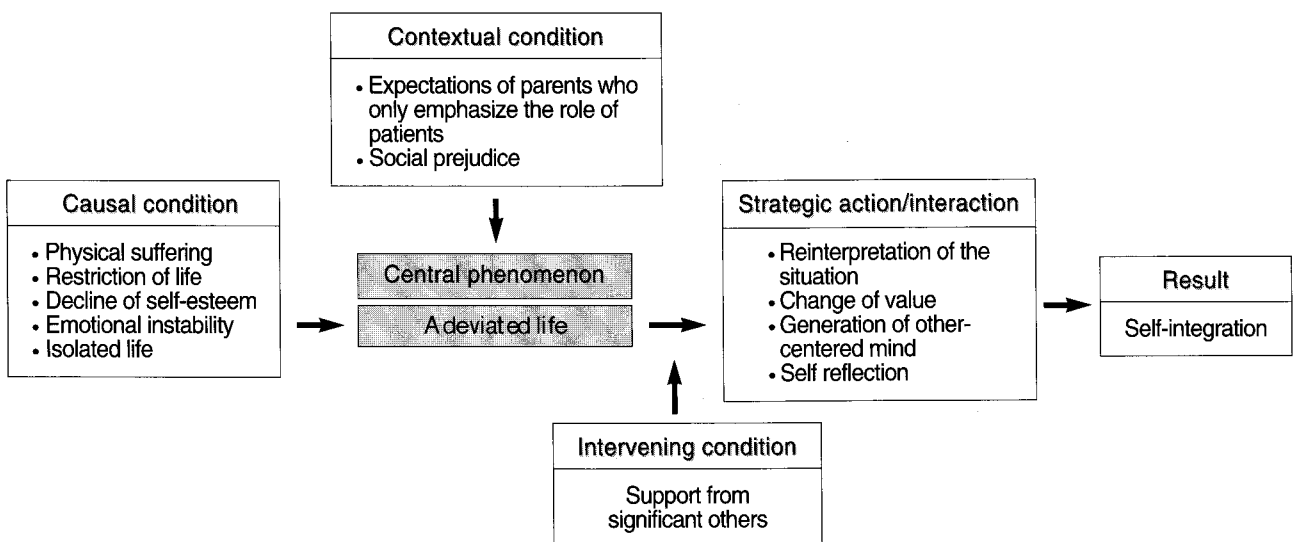 Contextual condition
• Expectations of parents who
only emphasize the role of
patients
• Social prejudice
Causal condition
• Physical suffering
• Restriction of life
• Decline of self-esteem
• Emotional instability
• Isolated life
Central phenomenon
A deviated life
Strategic action/interaction
• Reinterpretation of the
situation
• Change of value
• Generation of other-
centered mind
• Self reflection
Result
Self-integration
Intervening condition
Support from
significant others